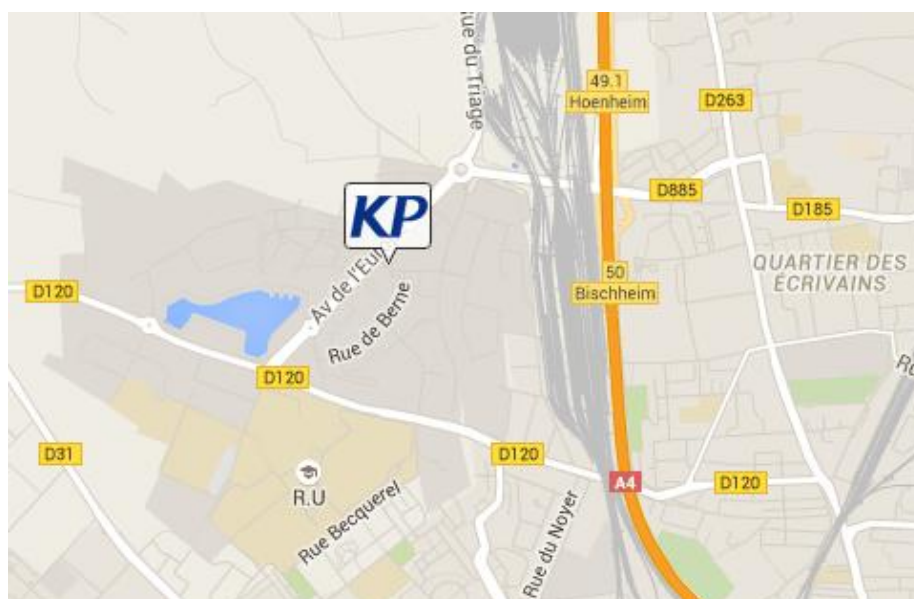 Rue du Triage
49.1
Hoenheim
D263
D885
D185
KP
Av de l'Eur
QUARTIER DES
ÉCRIVAINS
50
Bischheim
D120
Rue de Berne
D120
D31
D120
A4
D120
R.U
Rue Becquerel
Rue du Noyer